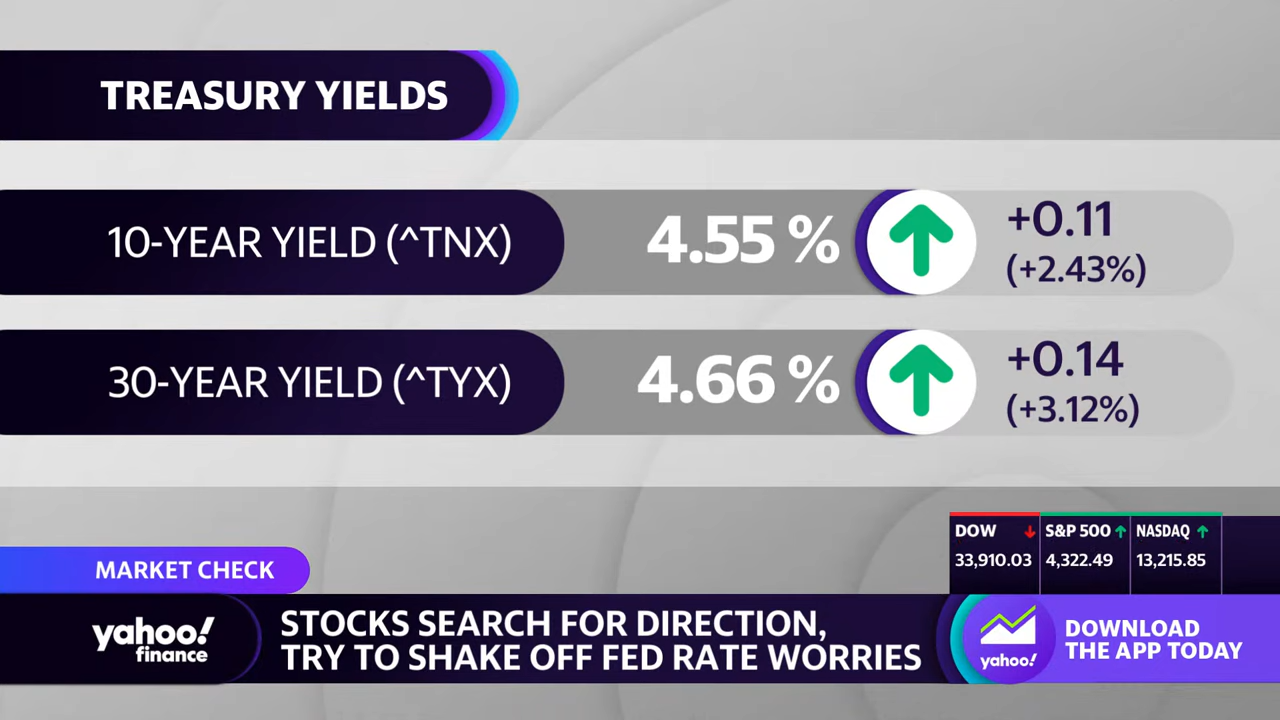 TREASURY YIELDS
10-YEAR YIELD (^TNX)
4.55 %
+0.11
(+2.43%)
30-YEAR YIELD (^TYX)
4.66 %
+0.14
(+3.12%)
DOW
33,910.03
S&P 500
4,322.49
NASDAQ
13,215.85
MARKET CHECK
yahoo!
finance
STOCKS SEARCH FOR DIRECTION,
TRY TO SHAKE OFF FED RATE WORRIES
yahoo!
DOWNLOAD
THE APP TODAY